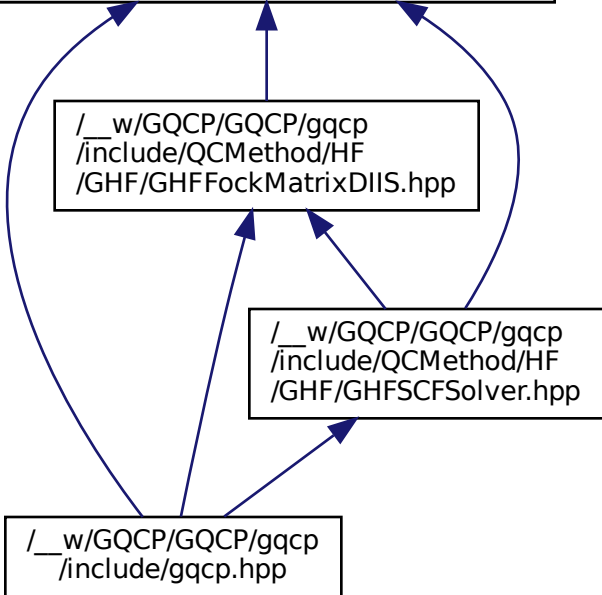 /__w/GQCP/GQCP/gqcp
/include/QCMethod/HF
/GHF/GHFFockMatrixDIIS.hpp
/__w/GQCP/GQCP/gqcp
/include/QCMethod/HF
/GHF/GHFSCFSolver.hpp
/__w/GQCP/GQCP/gqcp
/include/gqcp.hpp